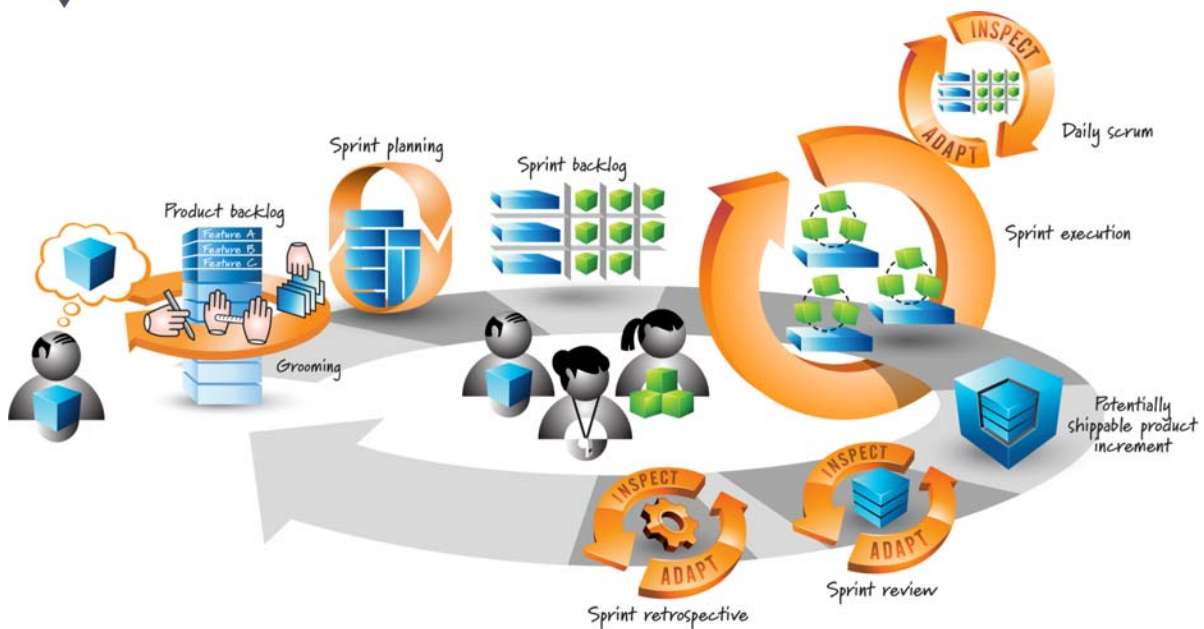 Sprint planning
Product backlog
Feature A
Feature B
Feature C
Grooming
Sprint backlog
INSPECT
ADAPT
Daily scrum
Sprint execution
Potentially
shippable product
increment
INSPECT
ADAPT
Sprint review
INSPECT
ADAPT
Sprint retrospective